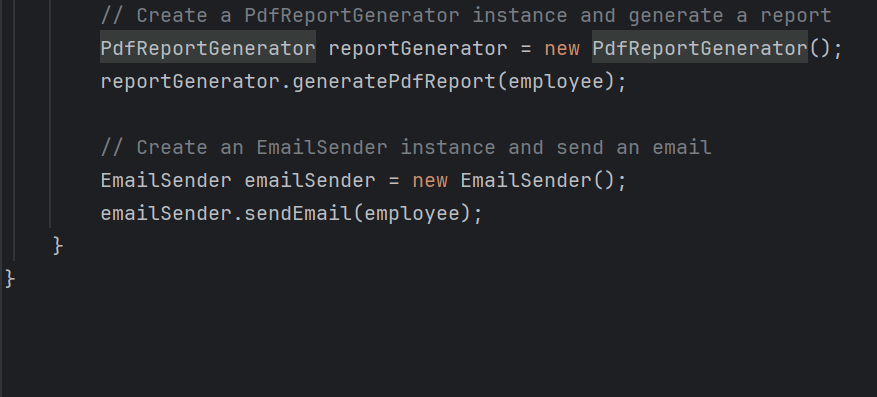 // Create a PdfReportGenerator instance and generate a report
PdfReportGenerator reportGenerator = new PdfReportGenerator();
reportGenerator.generatePdfReport(employee);
// Create an EmailSender instance and send an email
EmailSender emailSender = new EmailSender();
emailSender.sendEmail(employee);
}
}